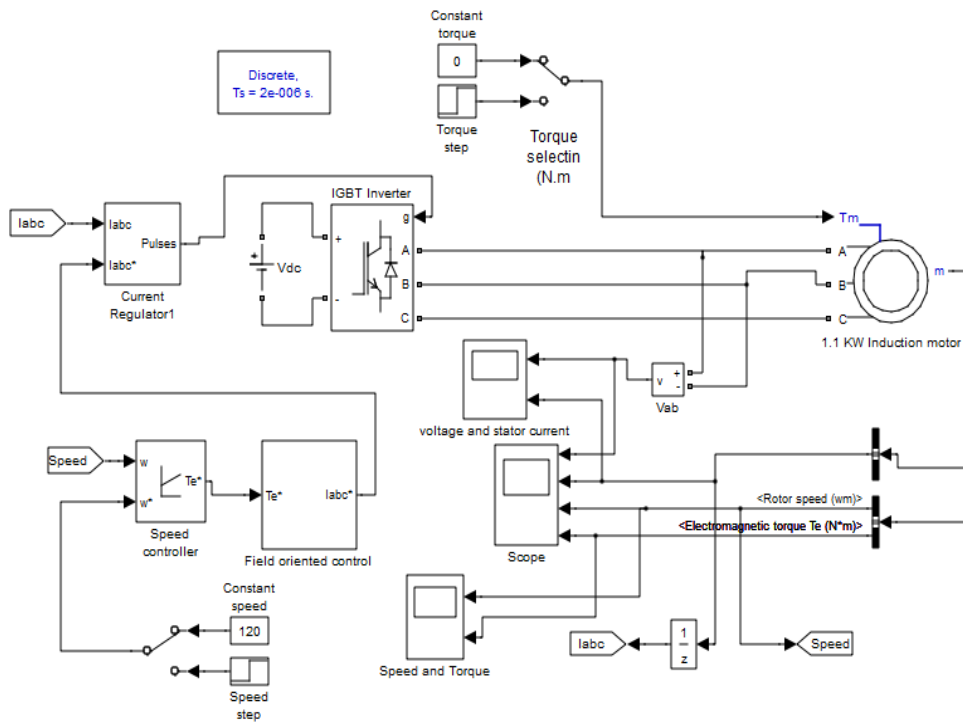 Constant
torque
0
Discrete,
Ts = 2e-006 s.
Torque
step
Torque
selectin
(N.m
IGBT Inverter
Iabc
Iabc
Pulses
Iabc*
Current
Regulator1
Vdc
+
+
-
g
A
B
C
Tm
A
B
C
m
1.1 KW Induction motor
v
+
-
Vab
voltage and stator current
Speed
w
w*
Te*
Speed
controller
Te*
Iabc*
Field oriented control
Scope
<Rotor speed (wm)>
<Electromagnetic torque Te (N*m)>
Constant
speed
120
Speed
step
Speed and Torque
Iabc
1
z
Speed